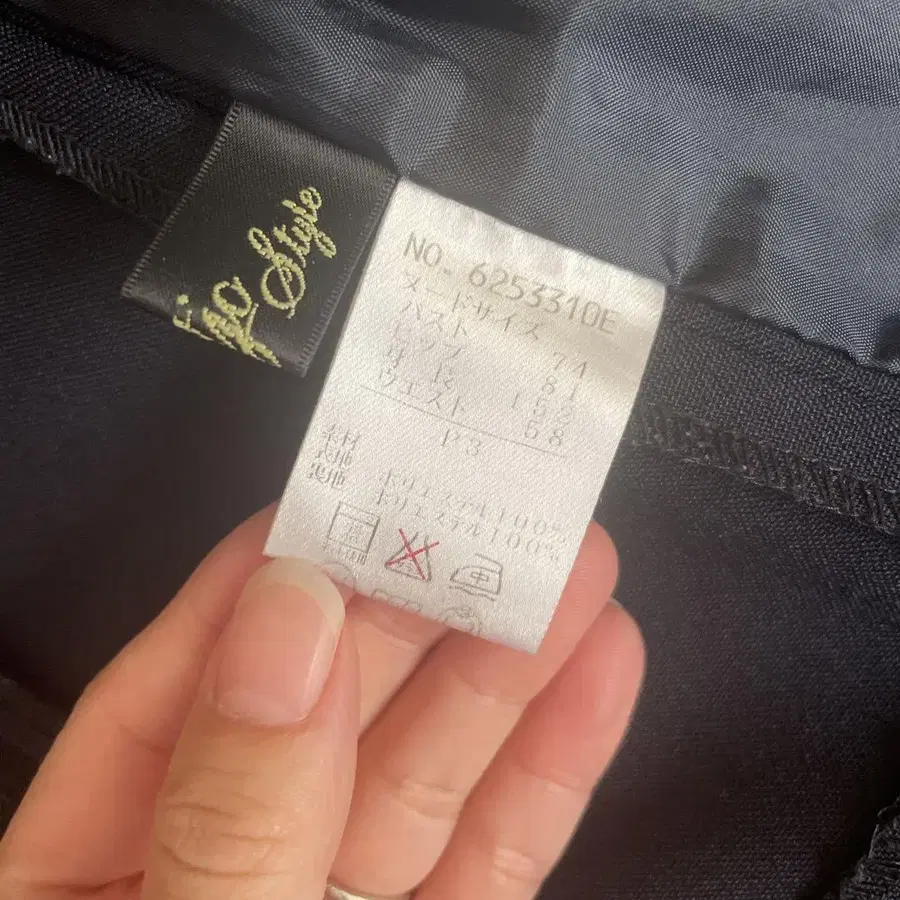 Style
NO. 6253310E
ヌードサイズ
バスト 74
ヒップ 81
身長 155
ウエスト 58
P3
素材
表地 ポリエステル100%
裏地 ポリエステル100%